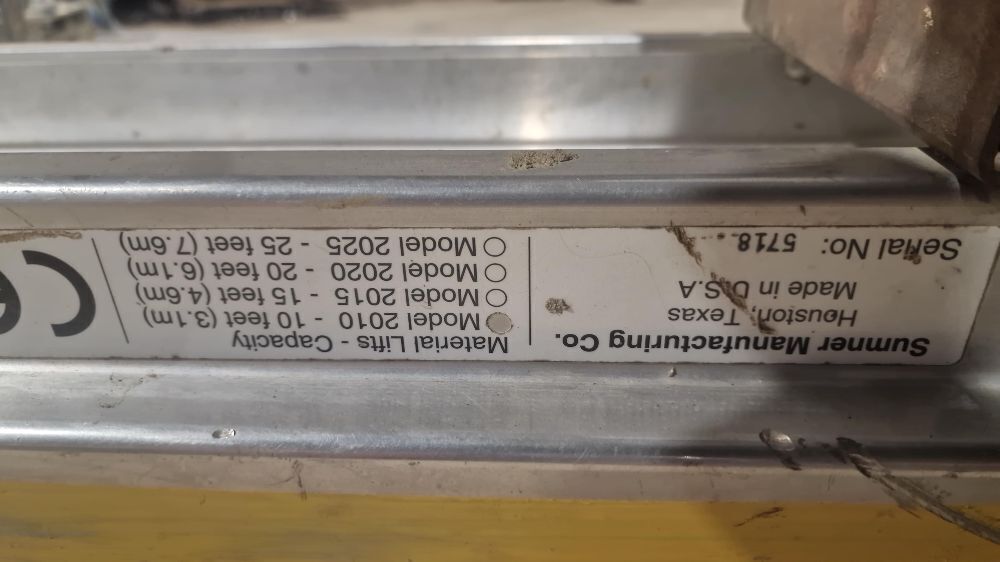 Sumner Manufacturing Co.
Houston, Texas
Made in U.S.A
Serial No: 5718
Material Lifts - Capacity
Model 2010 - 10 feet (3.1m)
Model 2015 - 15 feet (4.6m)
Model 2020 - 20 feet (6.1m)
Model 2025 - 25 feet (7.6m)
CE